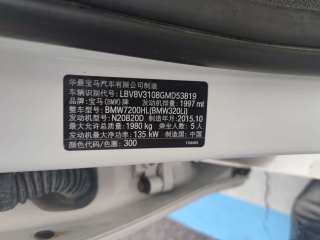 华晨宝马汽车有限公司制造
车辆识别代号: LBV8V3108GMD53819
品牌: 宝马(BMW)牌 发动机排量: 1997 ml
整车型号: BMW7200HL(BMW320Li)
发动机型号: N20B20D 制造年月: 2015.10
最大允许总质量: 1980 kg 乘坐人数: 5 人
发动机最大净功率: 135 kW 制造国: 中国
颜色代码/色圈: 300